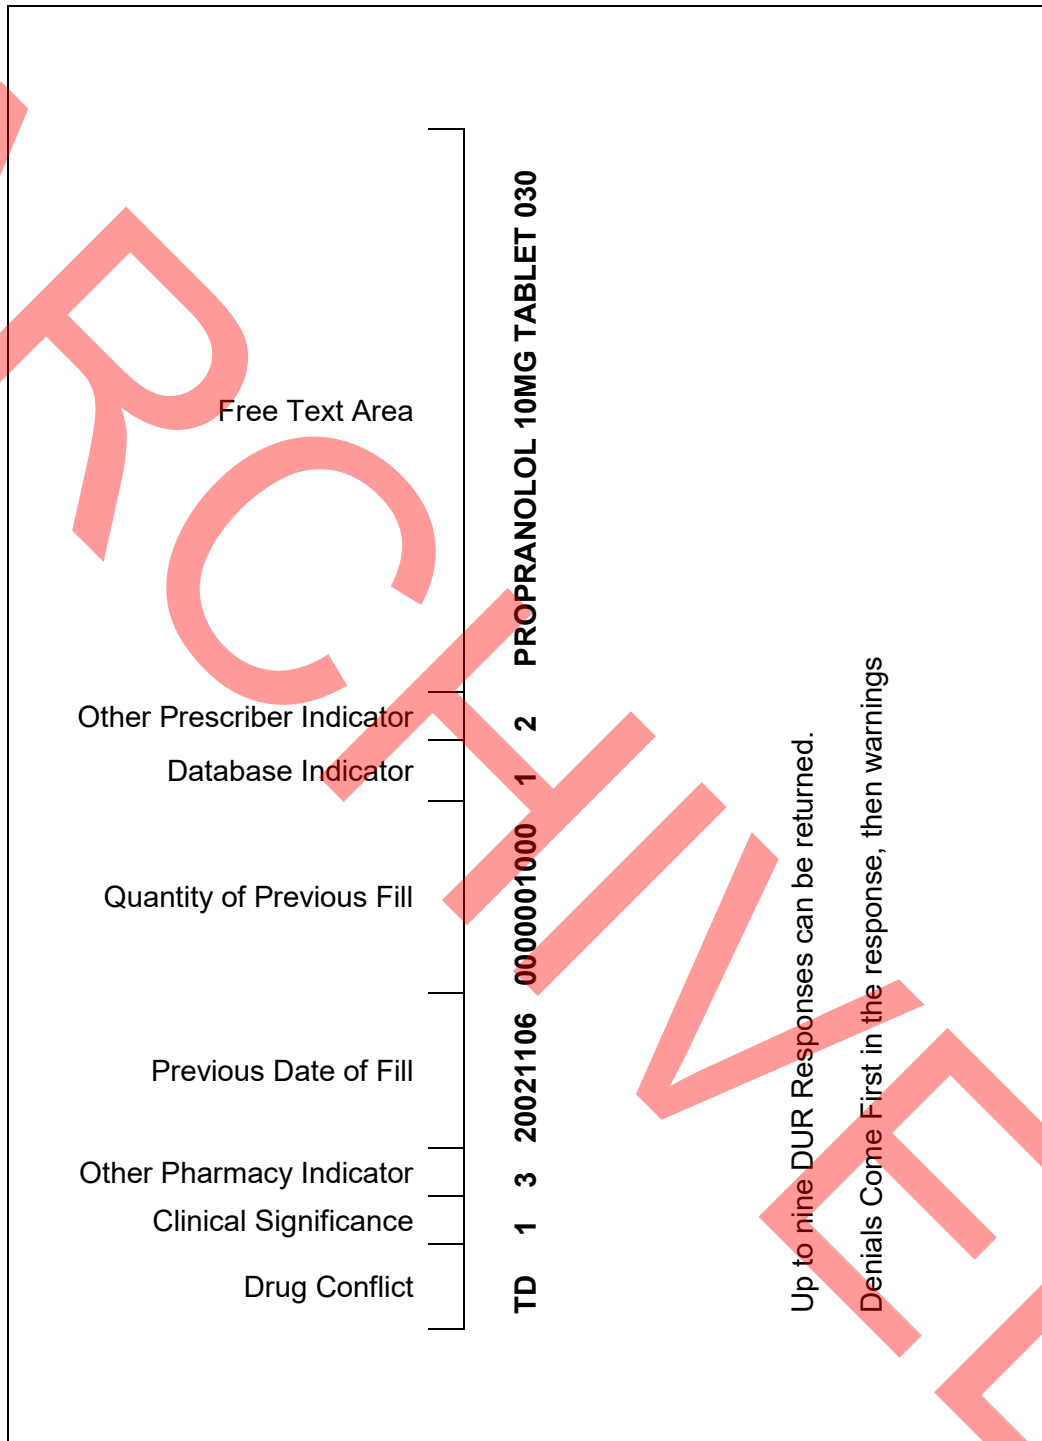 Free Text Area
Other Prescriber Indicator
Database Indicator
Quantity of Previous Fill
Previous Date of Fill
Other Pharmacy Indicator
Clinical Significance
Drug Conflict
TD 1 3 20021106 0000001000 1 2 PROPRANOLOL 10MG TABLET 030
Up to nine DUR Responses can be returned.
Denials Come First in the response, then warnings
RCHIVE